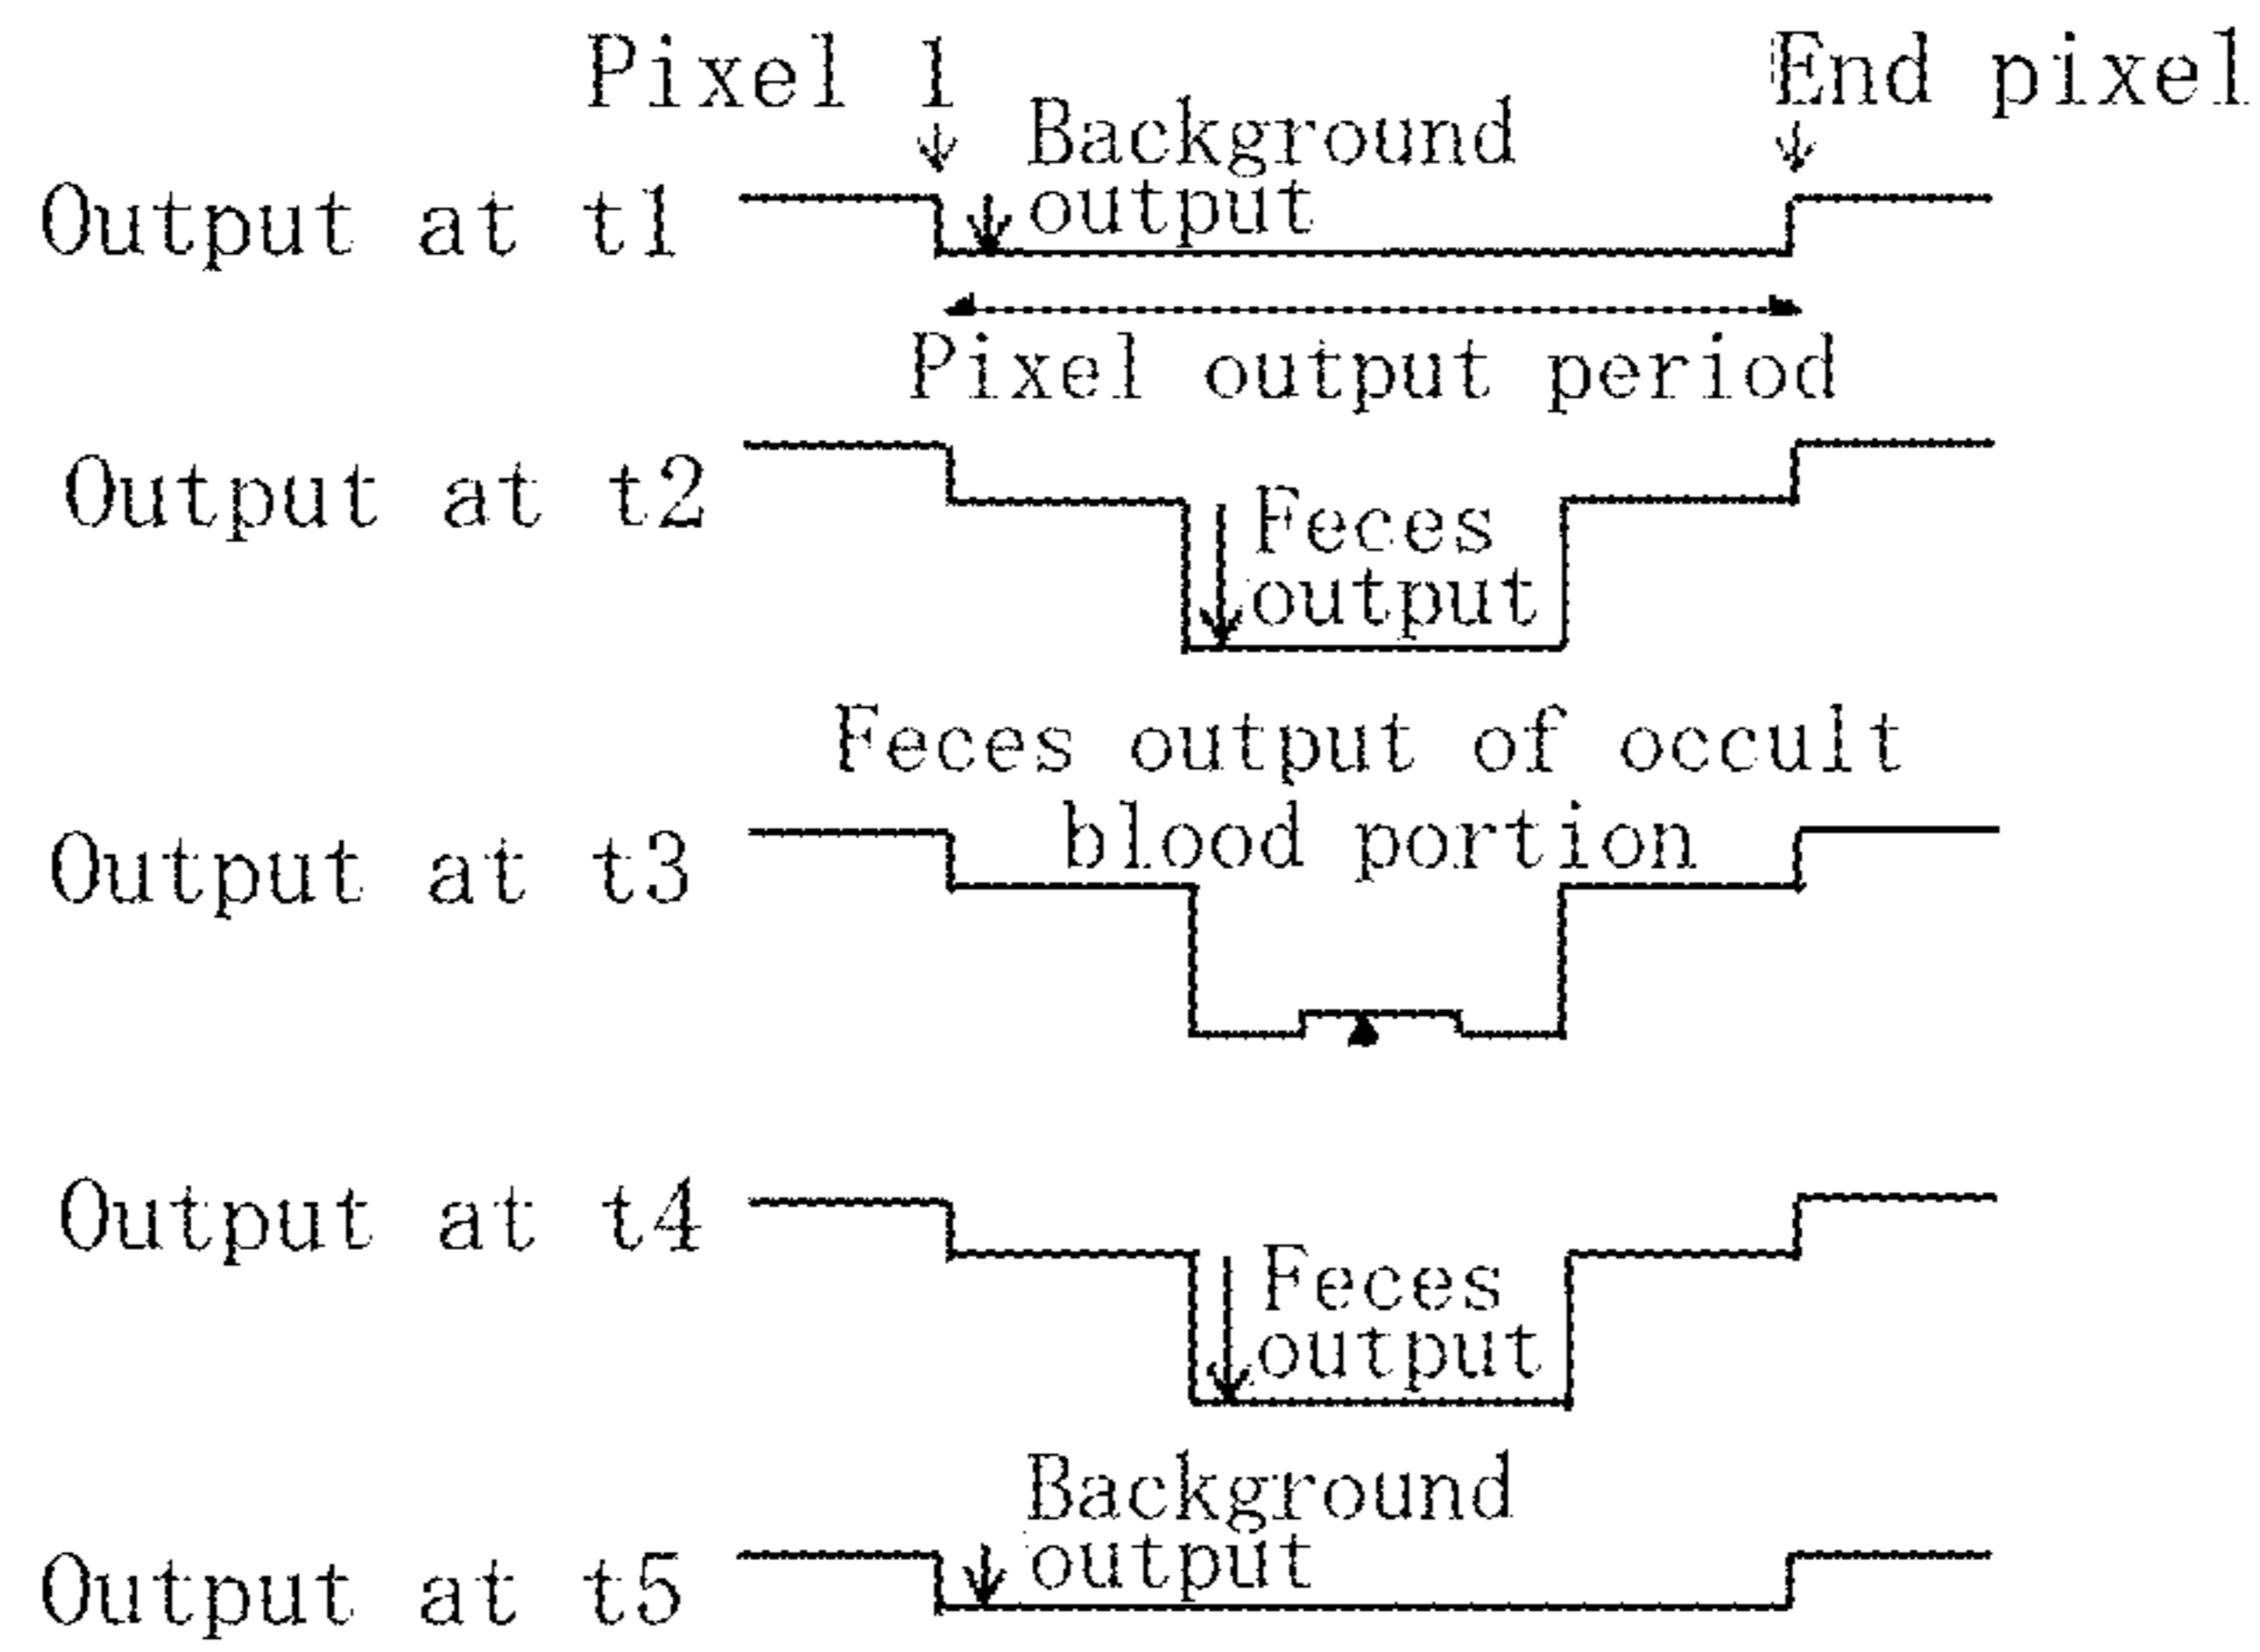 Pixel 1
End pixel
Background
output
Output at t1
Pixel output period
Output at t2
Feces
output
Feces output of occult
blood portion
Output at t3
Output at t4
Feces
output
Background
output
Output at t5